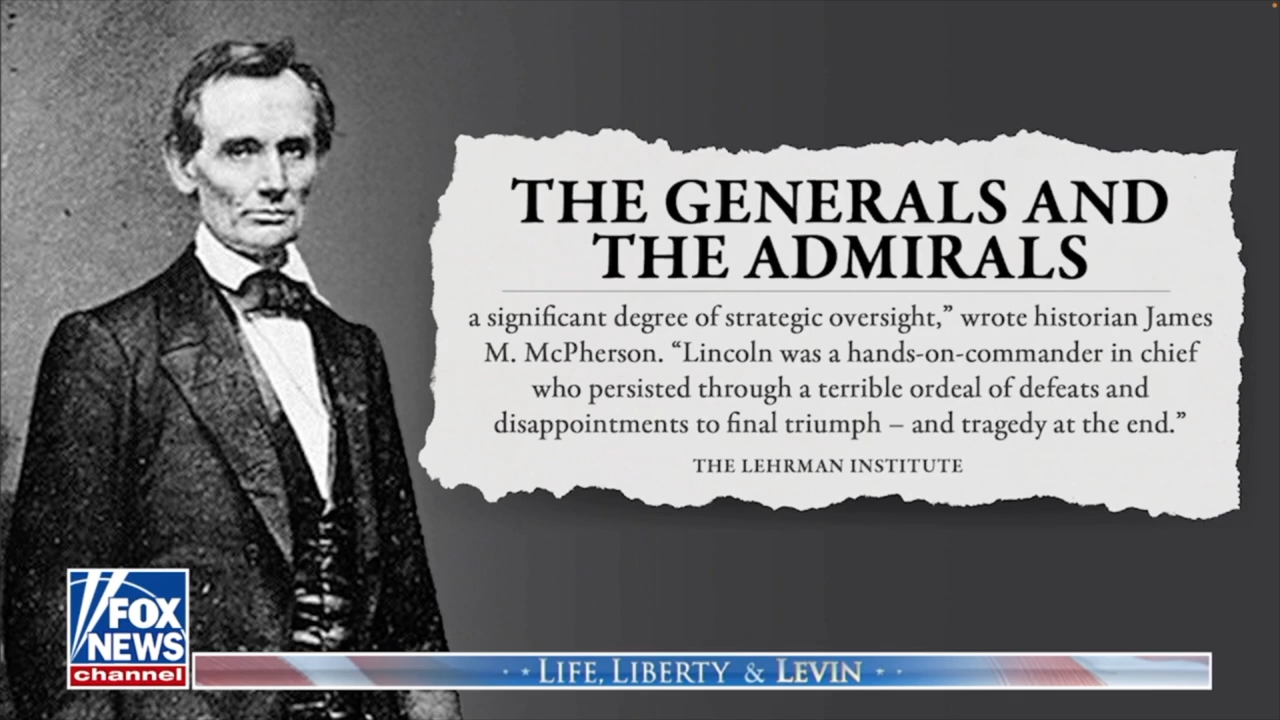 THE GENERALS AND
THE ADMIRALS
a significant degree of strategic oversight,” wrote historian James
M. McPherson. “Lincoln was a hands-on-commander in chief
who persisted through a terrible ordeal of defeats and
disappointments to final triumph – and tragedy at the end.”
THE LEHRMAN INSTITUTE
FOX
NEWS
channel
LIFE, LIBERTY & LEVIN